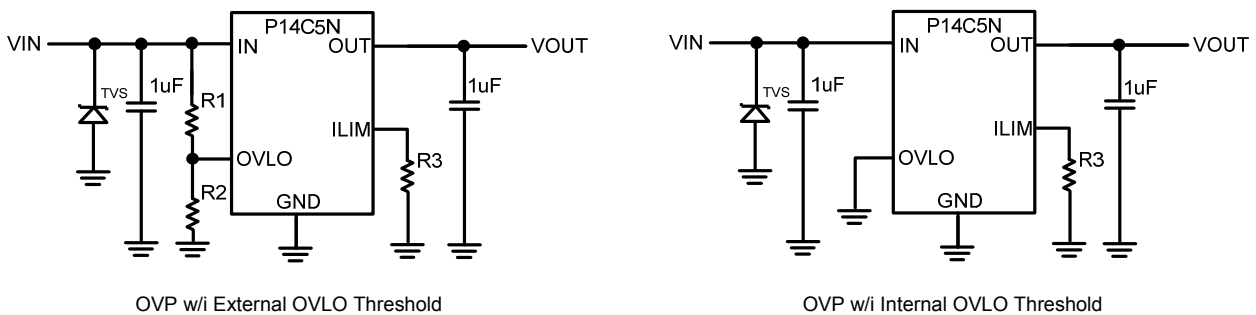 P14C5N
VIN
IN
OUT
VOUT
TVS
1uF
R1
1uF
ILIM
OVLO
R3
R2
GND
OVP w/i External OVLO Threshold
P14C5N
VIN
IN
OUT
VOUT
TVS
1uF
1uF
ILIM
OVLO
R3
GND
OVP w/i Internal OVLO Threshold